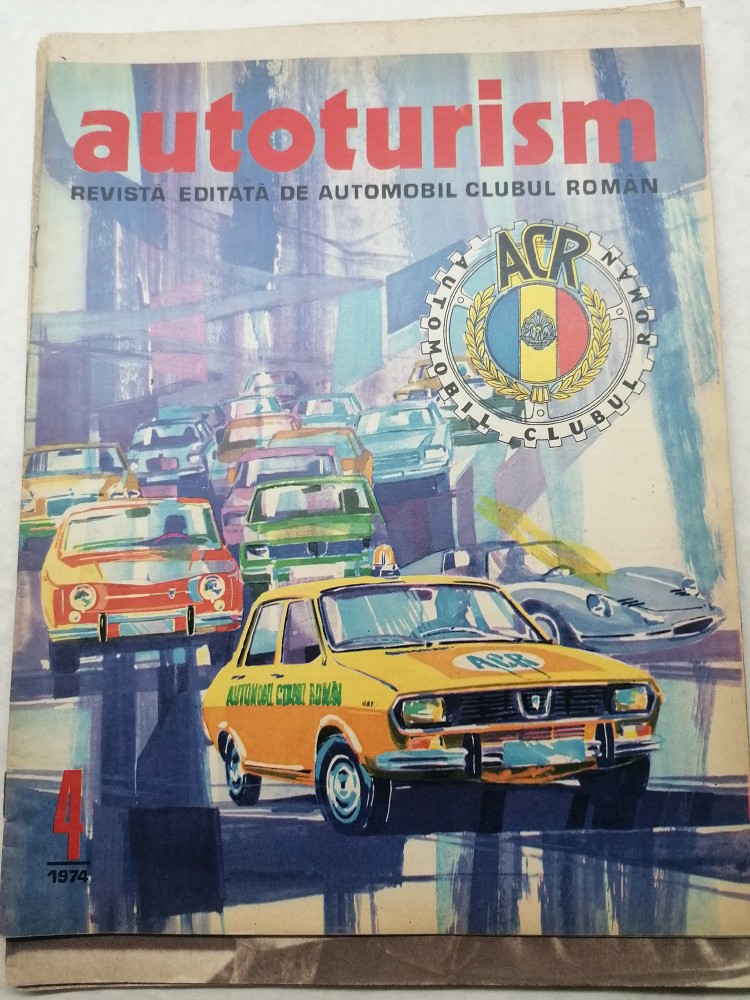 autoturism
REVISTĂ EDITATĂ DE AUTOMOBIL CLUBUL ROMÂN
ACR
AUTOMOBIL CLUBUL ROMÂN
ACR
AUTOMOBIL CLUBUL ROMÂN
4
1974